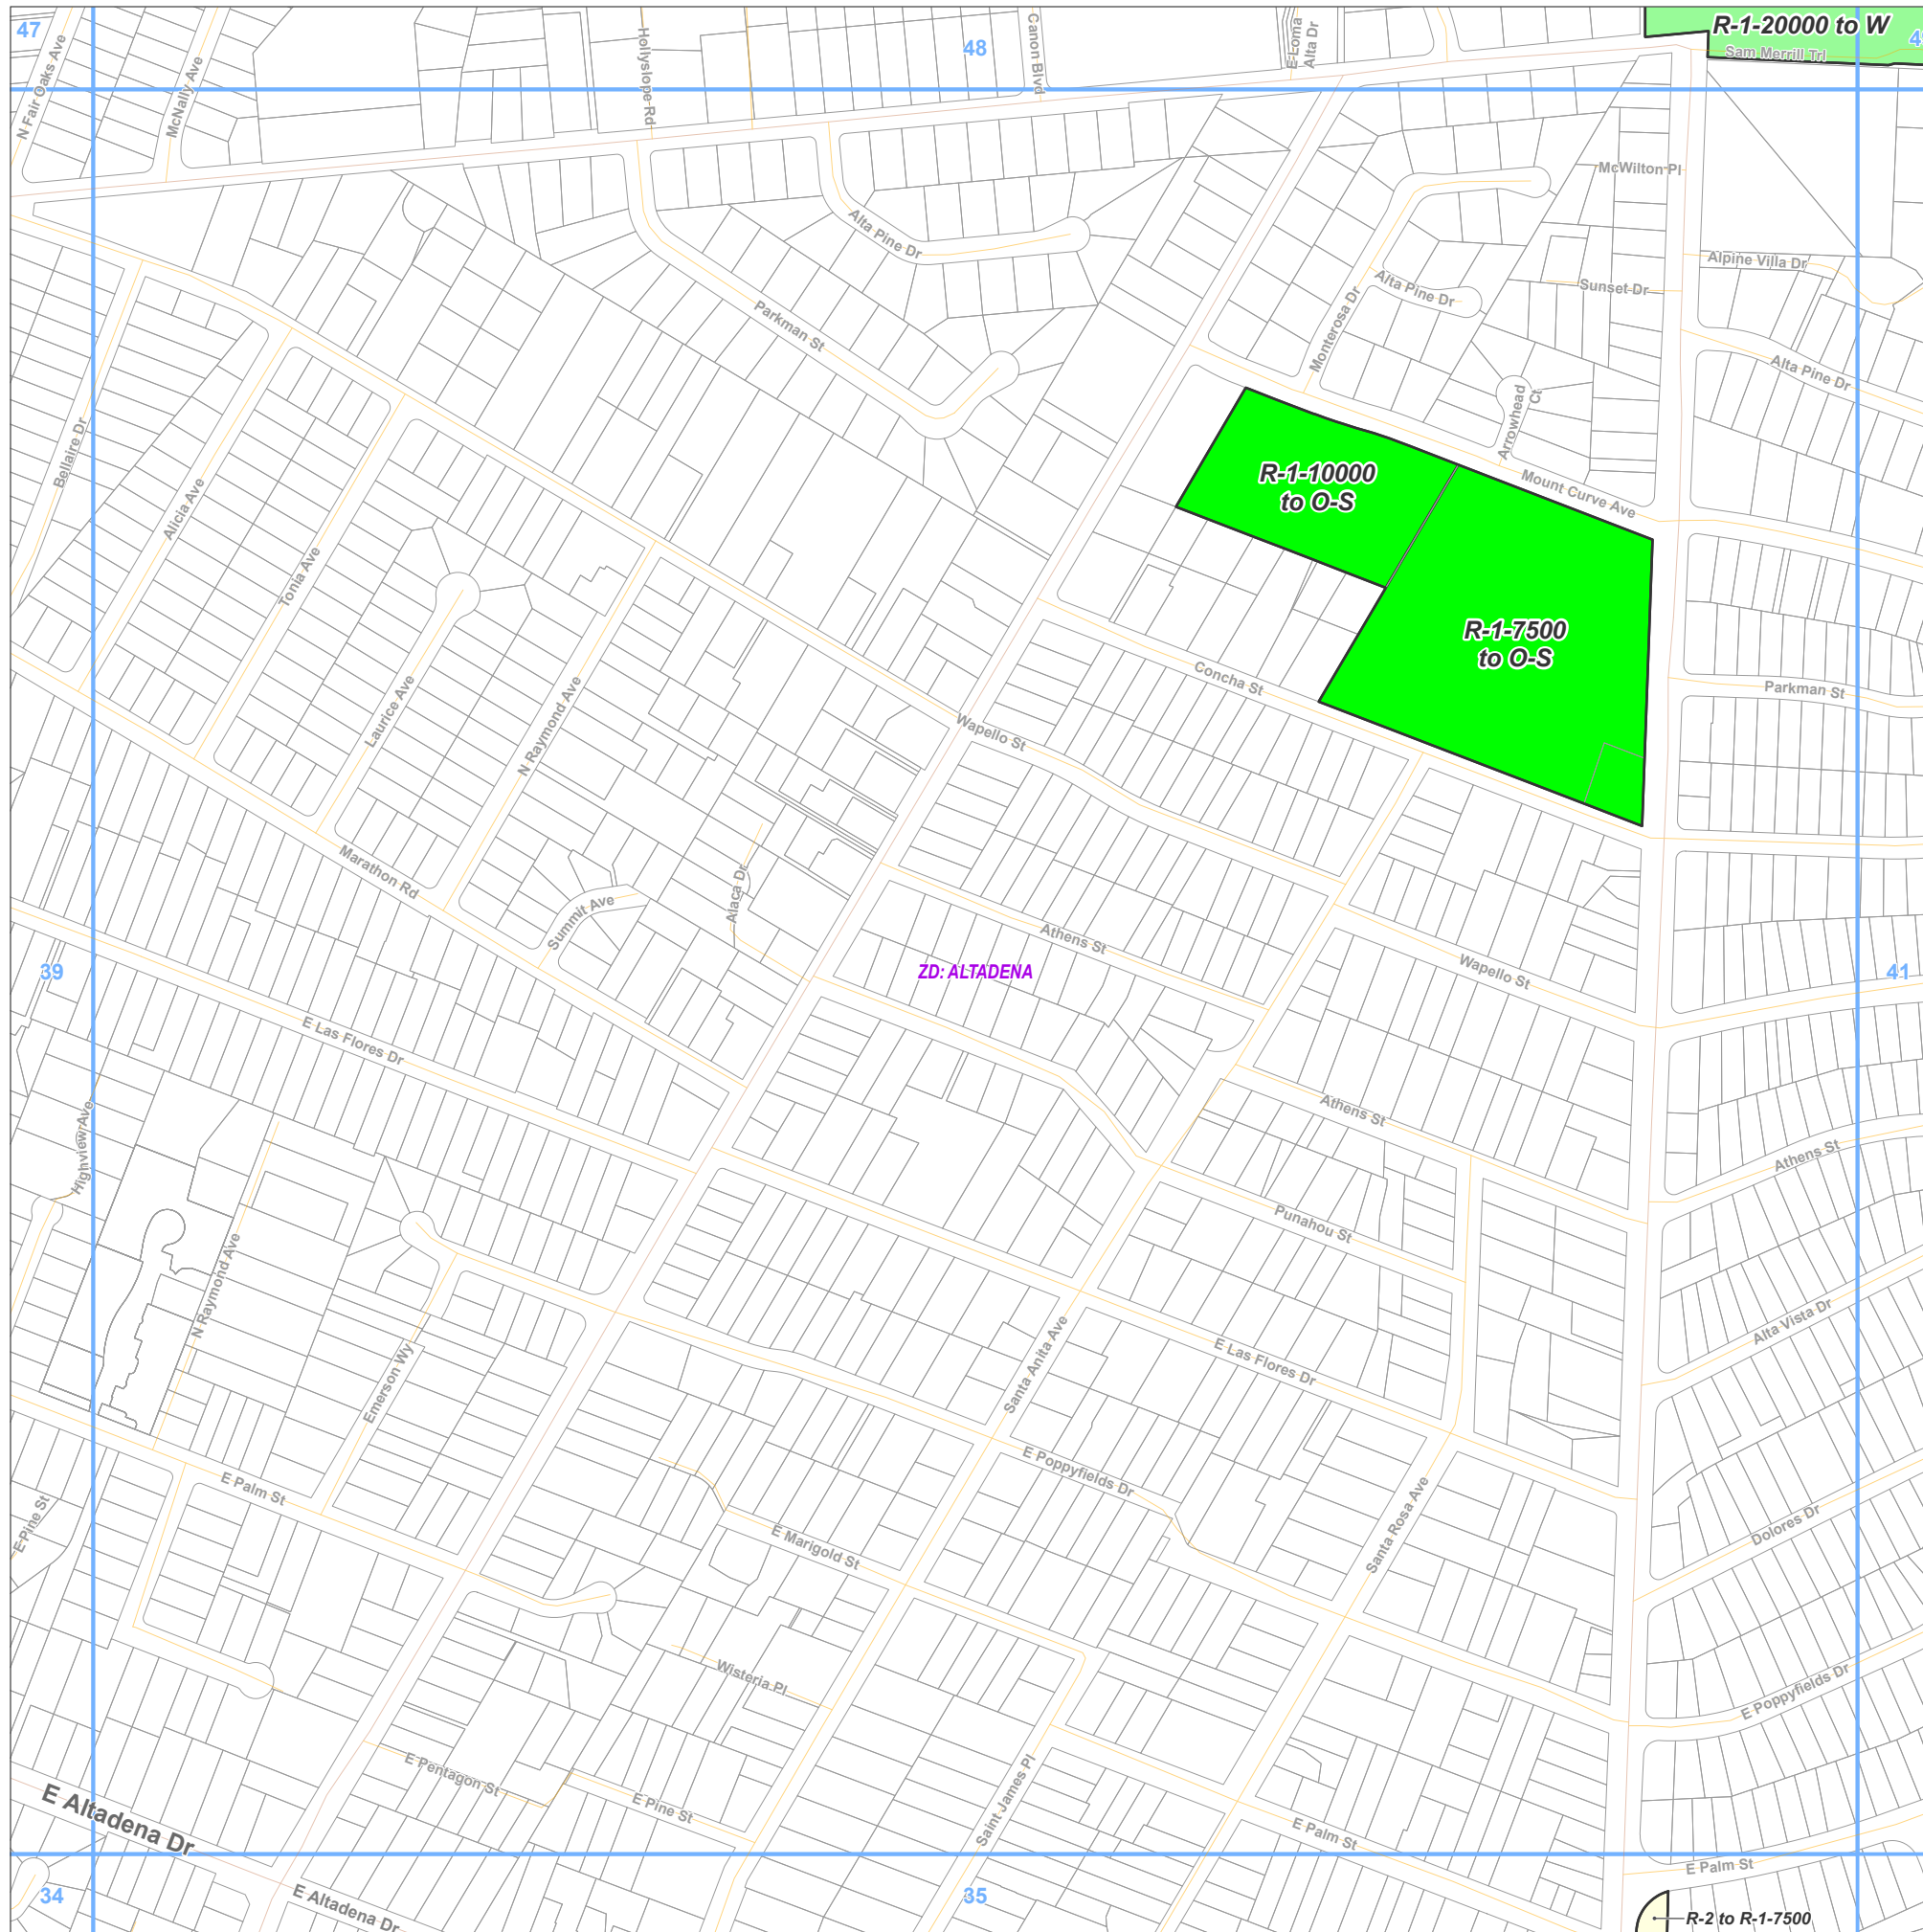 47
48
R-1-20000 to W
Sam Merrill Trl
N Fair Oaks Ave
McNally Ave
Hollyslope Rd
Canon Blvd
E Loma
Alta Dr
McWilton Pl
Alta Pine Dr
Alpine Villa Dr
Sunset Dr
Alta Pine Dr
Monterosa Dr
Parkman St
Alta Pine Dr
Arrowhead
Ct
Bellaire Dr
Alicia Ave
Tonia Ave
R-1-10000
to O-S
Mount Curve Ave
R-1-7500
to O-S
Concha St
Parkman St
Laurice Ave
N Raymond Ave
Wapello St
Marathon Rd
Summit Ave
Alaca Dr
Athens St
Wapello St
39
ZD: ALTADENA
41
E Las Flores Dr
Highview Ave
Athens St
Athens St
Punahou St
N Raymond Ave
Alta Vista Dr
Emerson Wy
Santa Anita Ave
E Las Flores Dr
E Poppyfields Dr
E Palm St
E Pine St
E Marigold St
Santa Rosa Ave
Dolores Dr
Wisteria Pl
E Poppyfields Dr
E Pentagon St
E Pine St
Saint James Pl
E Palm St
E Altadena Dr
E Palm St
34
E Altadena Dr
35
R-2 to R-1-7500